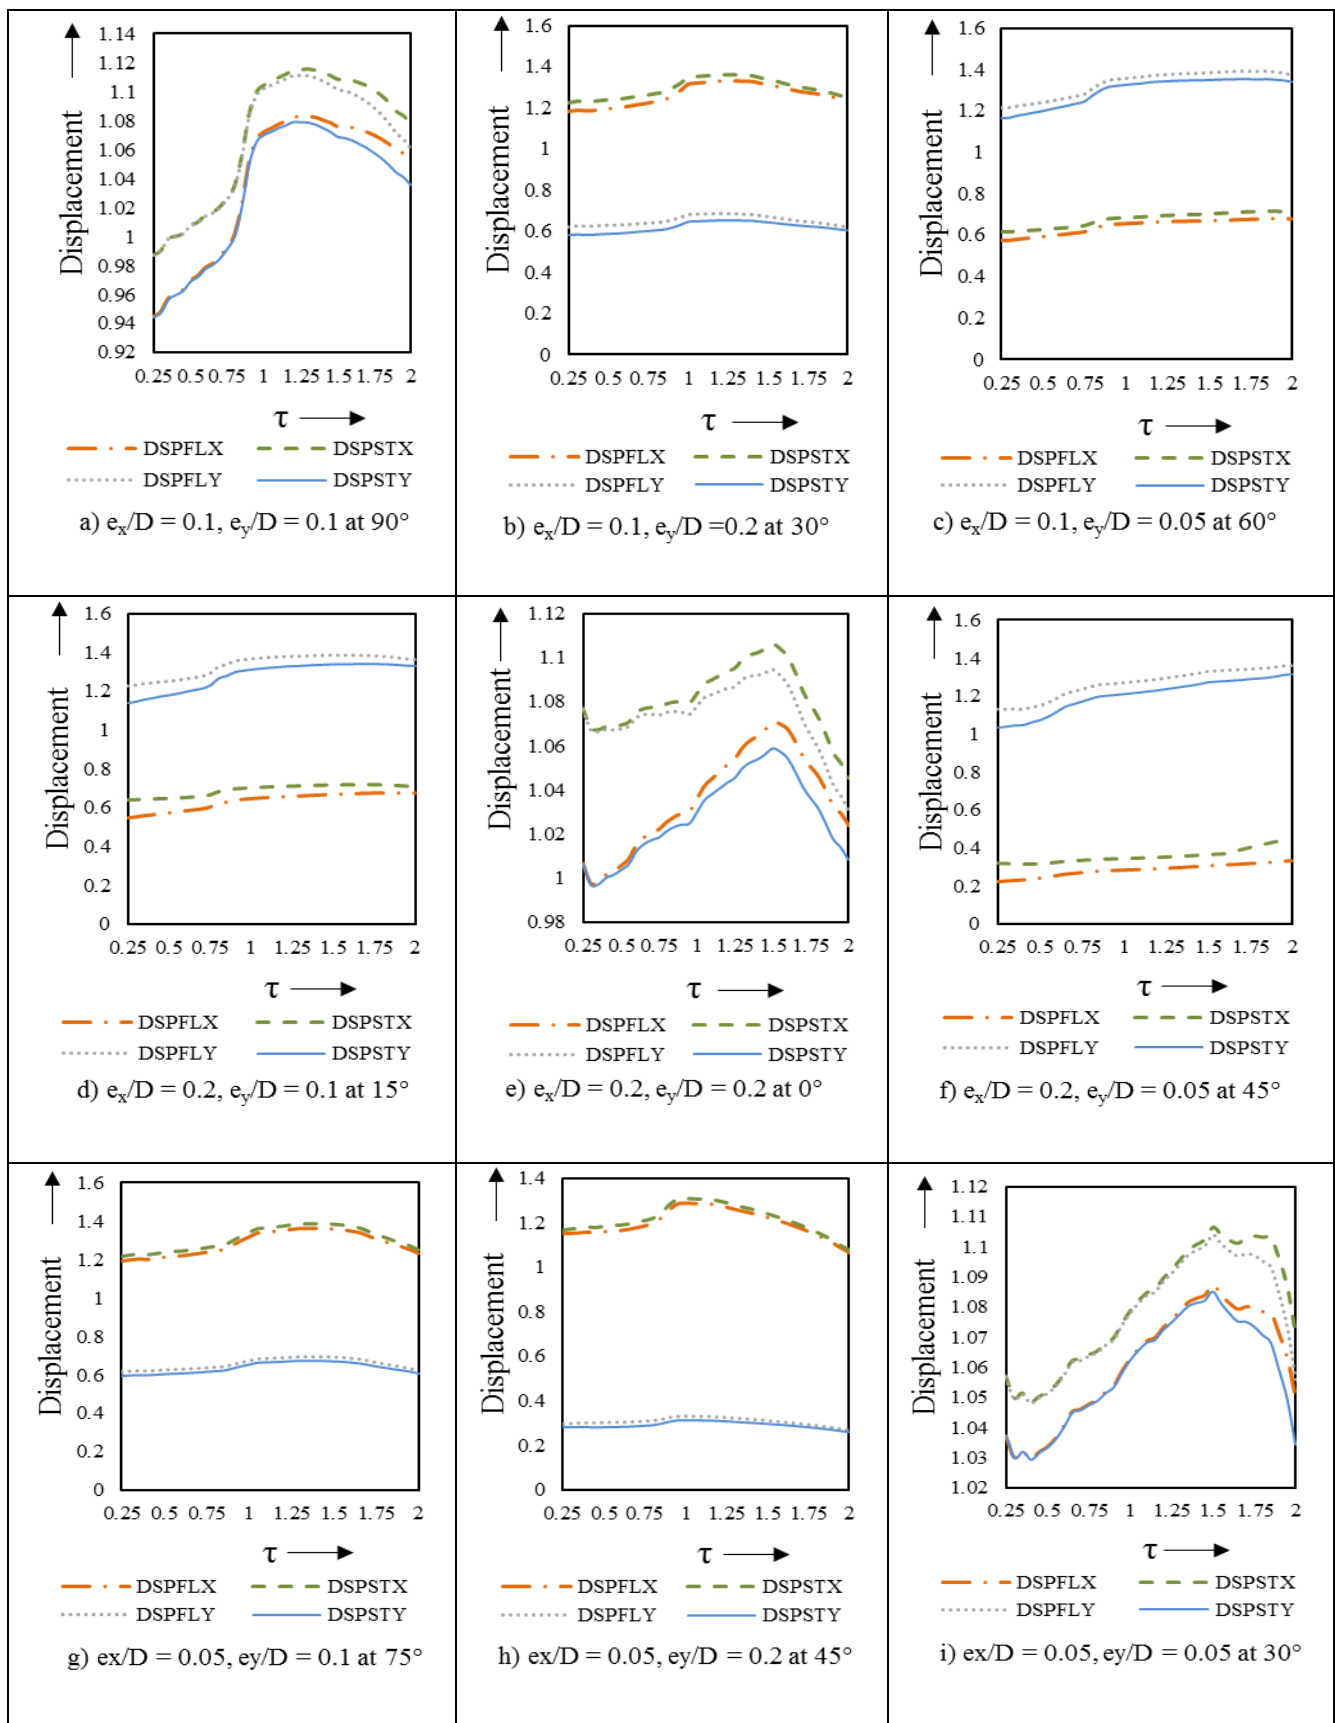 Displacement
1.14
1.12
1.1
1.08
1.06
1.04
1.02
1
0.98
0.96
0.94
0.92
0.25 0.5 0.75 1 1.25 1.5 1.75 2
τ
DSPFLX DSPSTX
DSPFLY DSPSTY
a) eₓ/D = 0.1, eᵧ/D = 0.1 at 90°
Displacement
1.6
1.4
1.2
1
0.8
0.6
0.4
0.2
0
0.25 0.5 0.75 1 1.25 1.5 1.75 2
τ
DSPFLX DSPSTX
DSPFLY DSPSTY
b) eₓ/D = 0.1, eᵧ/D =0.2 at 30°
Displacement
1.6
1.4
1.2
1
0.8
0.6
0.4
0.2
0
0.25 0.5 0.75 1 1.25 1.5 1.75 2
τ
DSPFLX DSPSTX
DSPFLY DSPSTY
c) eₓ/D = 0.1, eᵧ/D = 0.05 at 60°
Displacement
1.6
1.4
1.2
1
0.8
0.6
0.4
0.2
0
0.25 0.5 0.75 1 1.25 1.5 1.75 2
τ
DSPFLX DSPSTX
DSPFLY DSPSTY
d) eₓ/D = 0.2, eᵧ/D = 0.1 at 15°
Displacement
1.12
1.1
1.08
1.06
1.04
1.02
1
0.98
0.25 0.5 0.75 1 1.25 1.5 1.75 2
τ
DSPFLX DSPSTX
DSPFLY DSPSTY
e) eₓ/D = 0.2, eᵧ/D = 0.2 at 0°
Displacement
1.6
1.4
1.2
1
0.8
0.6
0.4
0.2
0
0.25 0.5 0.75 1 1.25 1.5 1.75 2
τ
DSPFLX DSPSTX
DSPFLY DSPSTY
f) eₓ/D = 0.2, eᵧ/D = 0.05 at 45°
Displacement
1.6
1.4
1.2
1
0.8
0.6
0.4
0.2
0
0.25 0.5 0.75 1 1.25 1.5 1.75 2
τ
DSPFLX DSPSTX
DSPFLY DSPSTY
g) ex/D = 0.05, ey/D = 0.1 at 75°
Displacement
1.4
1.2
1
0.8
0.6
0.4
0.2
0
0.25 0.5 0.75 1 1.25 1.5 1.75 2
τ
DSPFLX DSPSTX
DSPFLY DSPSTY
h) ex/D = 0.05, ey/D = 0.2 at 45°
Displacement
1.12
1.11
1.1
1.09
1.08
1.07
1.06
1.05
1.04
1.03
1.02
0.25 0.5 0.75 1 1.25 1.5 1.75 2
τ
DSPFLX DSPSTX
DSPFLY DSPSTY
i) ex/D = 0.05, ey/D = 0.05 at 30°